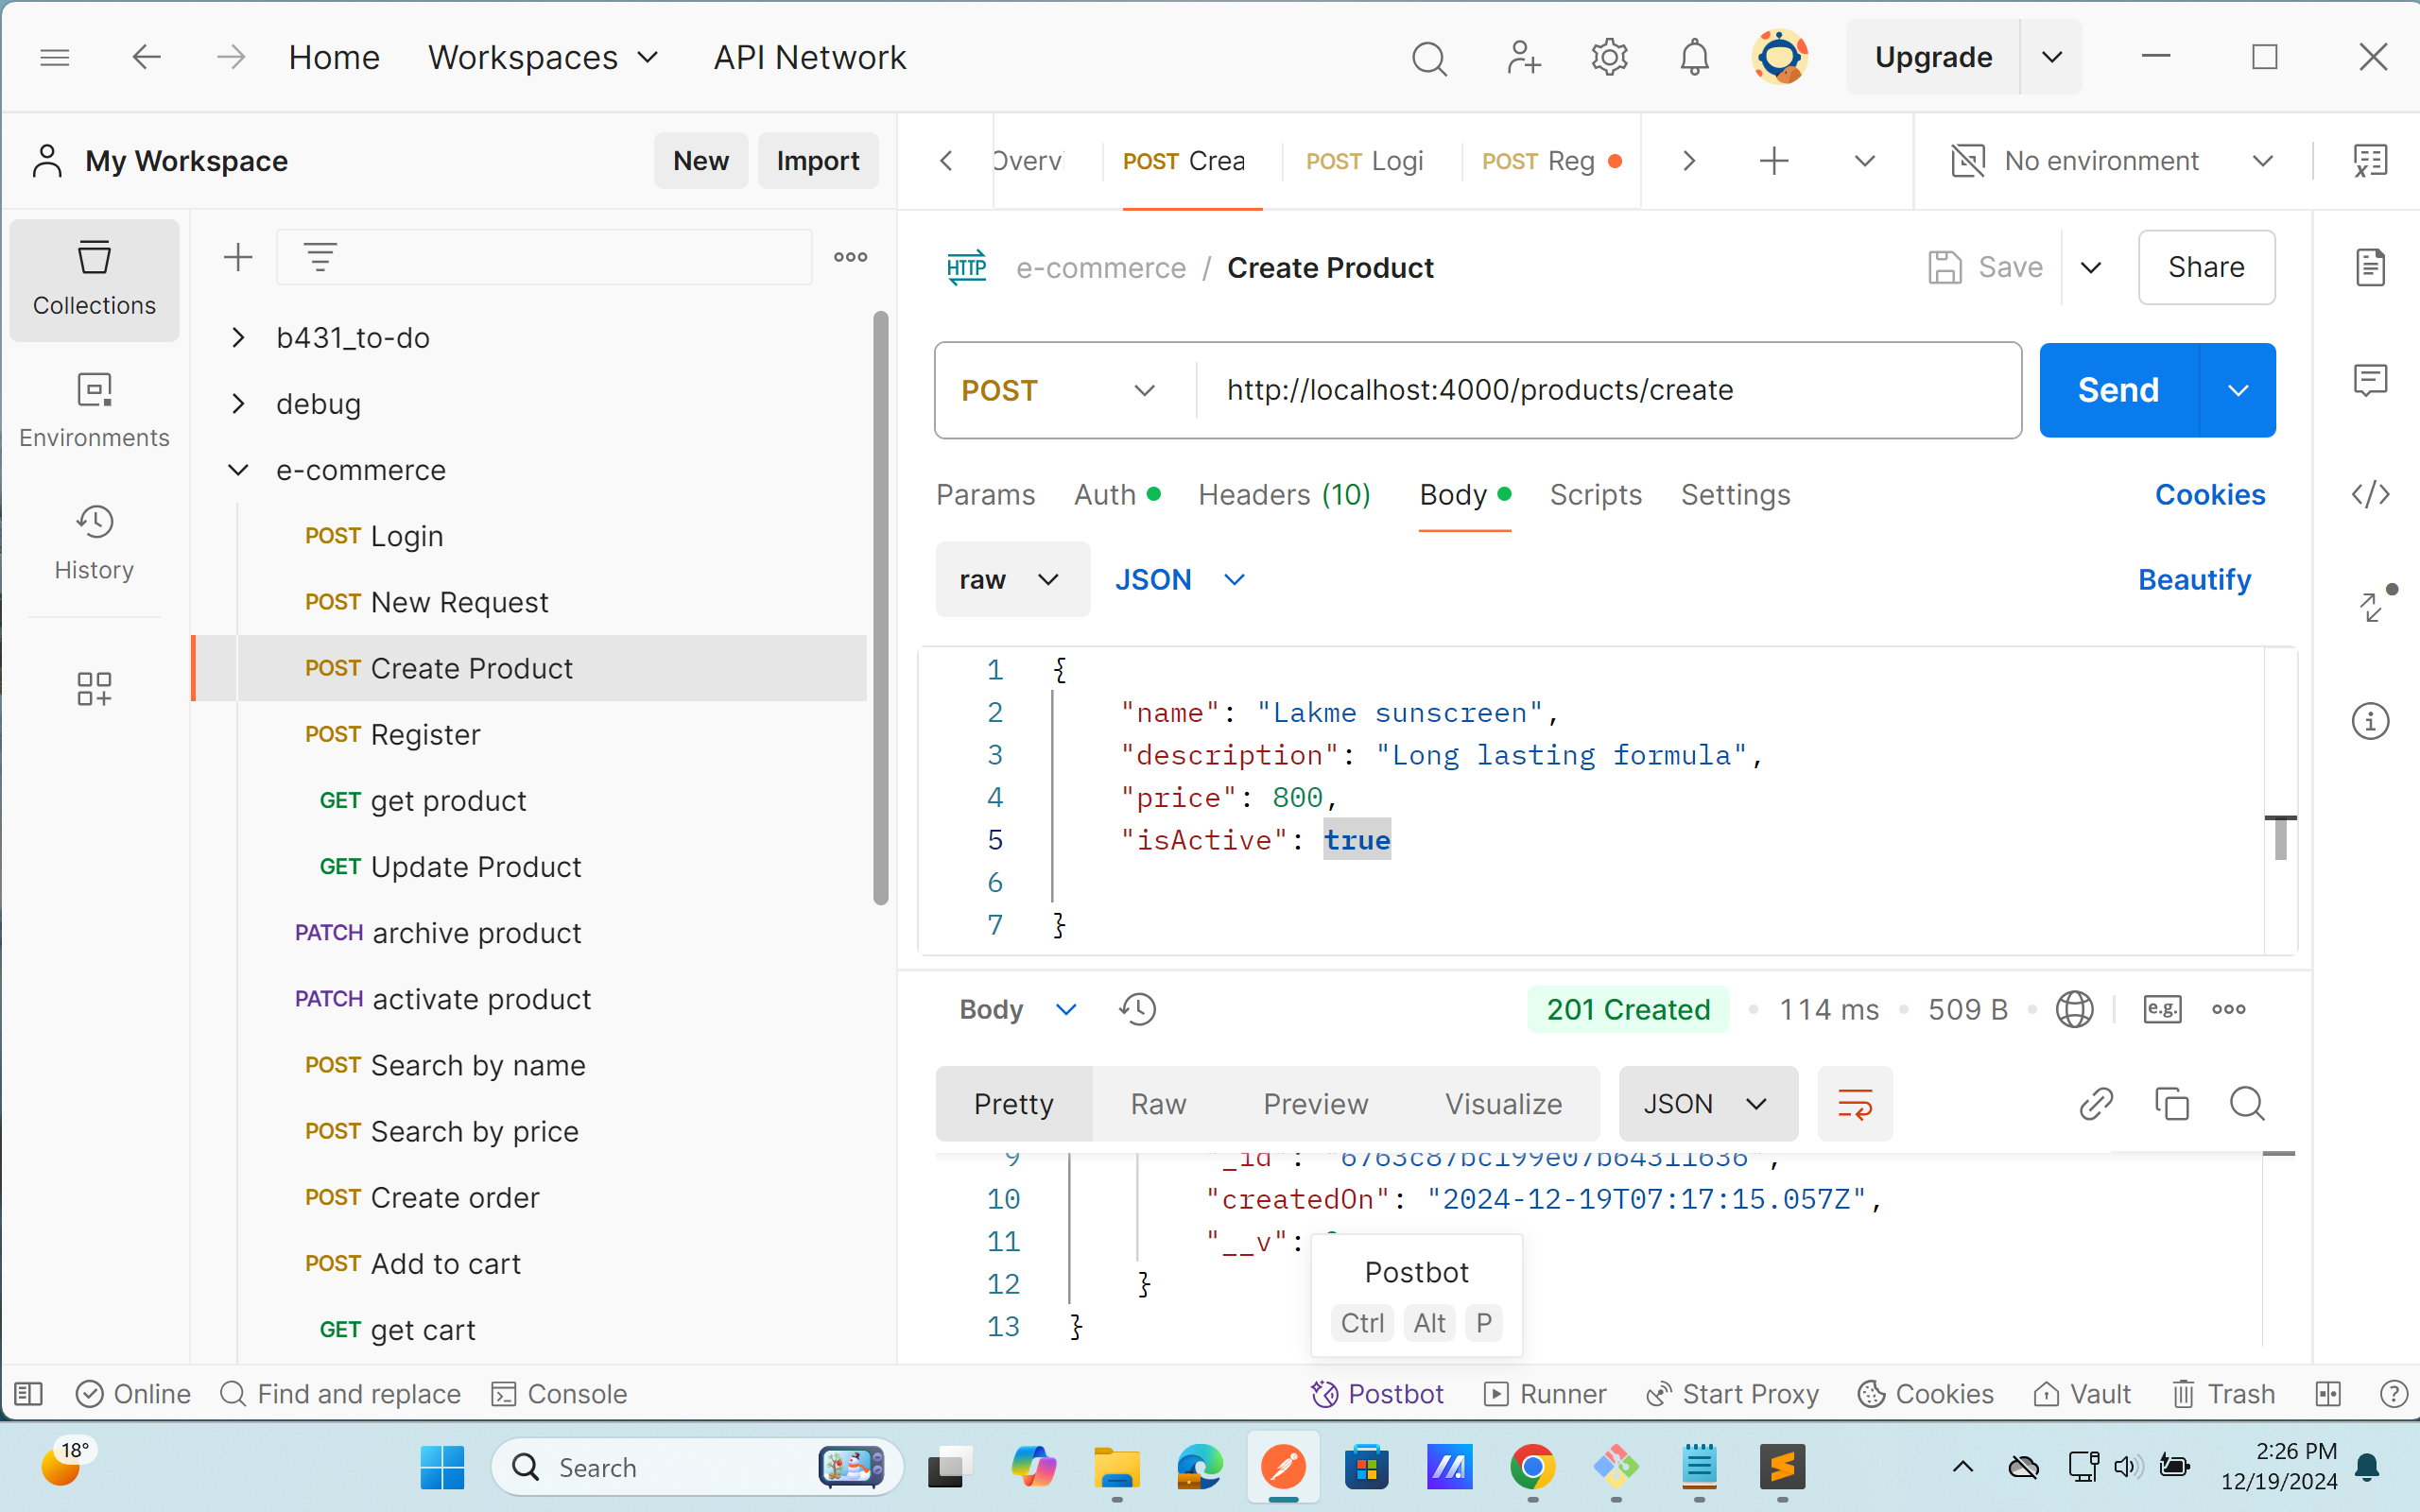 Home Workspaces API Network Upgrade
My Workspace New Import
Overv POST Crea POST Logi POST Reg No environment
Collections
Environments
History
b431_to-do
debug
e-commerce
POST Login
POST New Request
POST Create Product
POST Register
GET get product
GET Update Product
PATCH archive product
PATCH activate product
POST Search by name
POST Search by price
POST Create order
POST Add to cart
GET get cart
HTTP e-commerce / Create Product Save Share
POST http://localhost:4000/products/create Send
Params Auth Headers (10) Body Scripts Settings Cookies
raw JSON Beautify
1 {
2 "name": "Lakme sunscreen",
3 "description": "Long lasting formula",
4 "price": 800,
5 "isActive": true
6
7 }
Body 201 Created 114 ms 509 B e.g.
Pretty Raw Preview Visualize JSON
9 "_id": "6763c87bc199e07b64311636",
10 "createdOn": "2024-12-19T07:17:15.057Z",
11 "__v":
12 }
13 }
Postbot
Ctrl Alt P
Online Find and replace Console Postbot Runner Start Proxy Cookies Vault Trash
18° Search 2:26 PM
12/19/2024